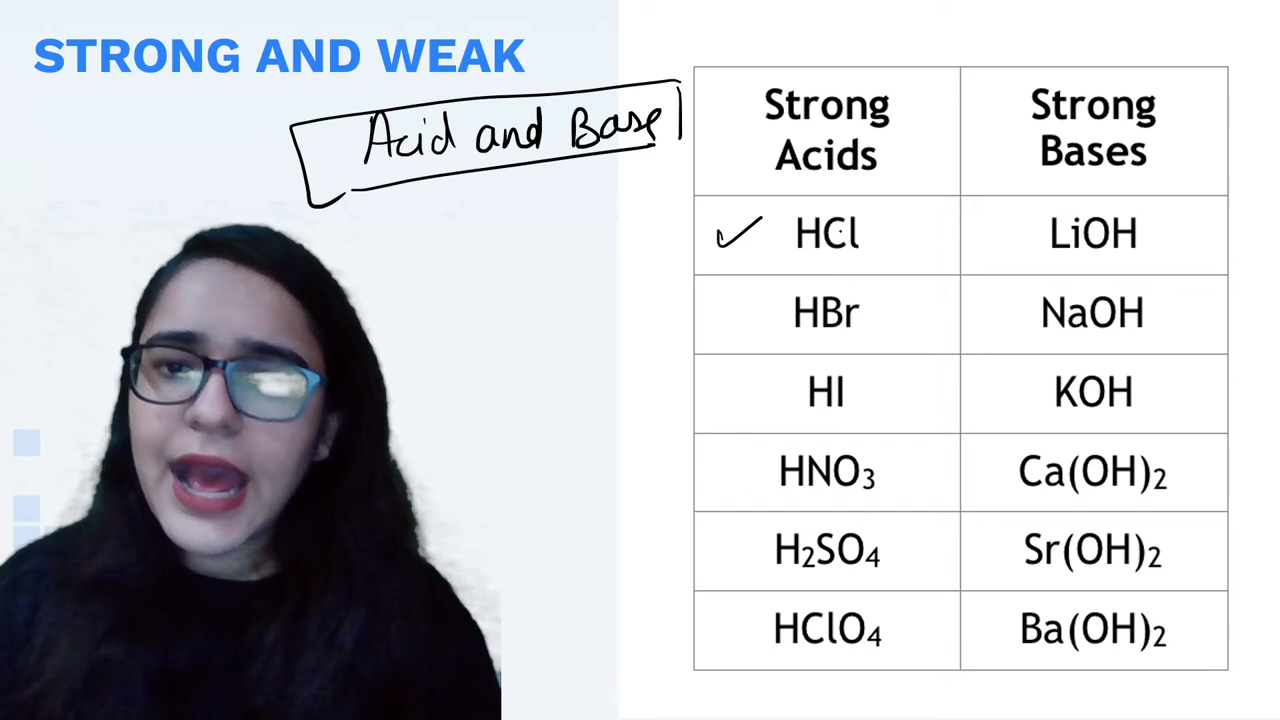 STRONG AND WEAK
Acid and Base
Strong Acids
Strong Bases
HCl
LiOH
HBr
NaOH
HI
KOH
HNO₃
Ca(OH)₂
H₂SO₄
Sr(OH)₂
HClO₄
Ba(OH)₂